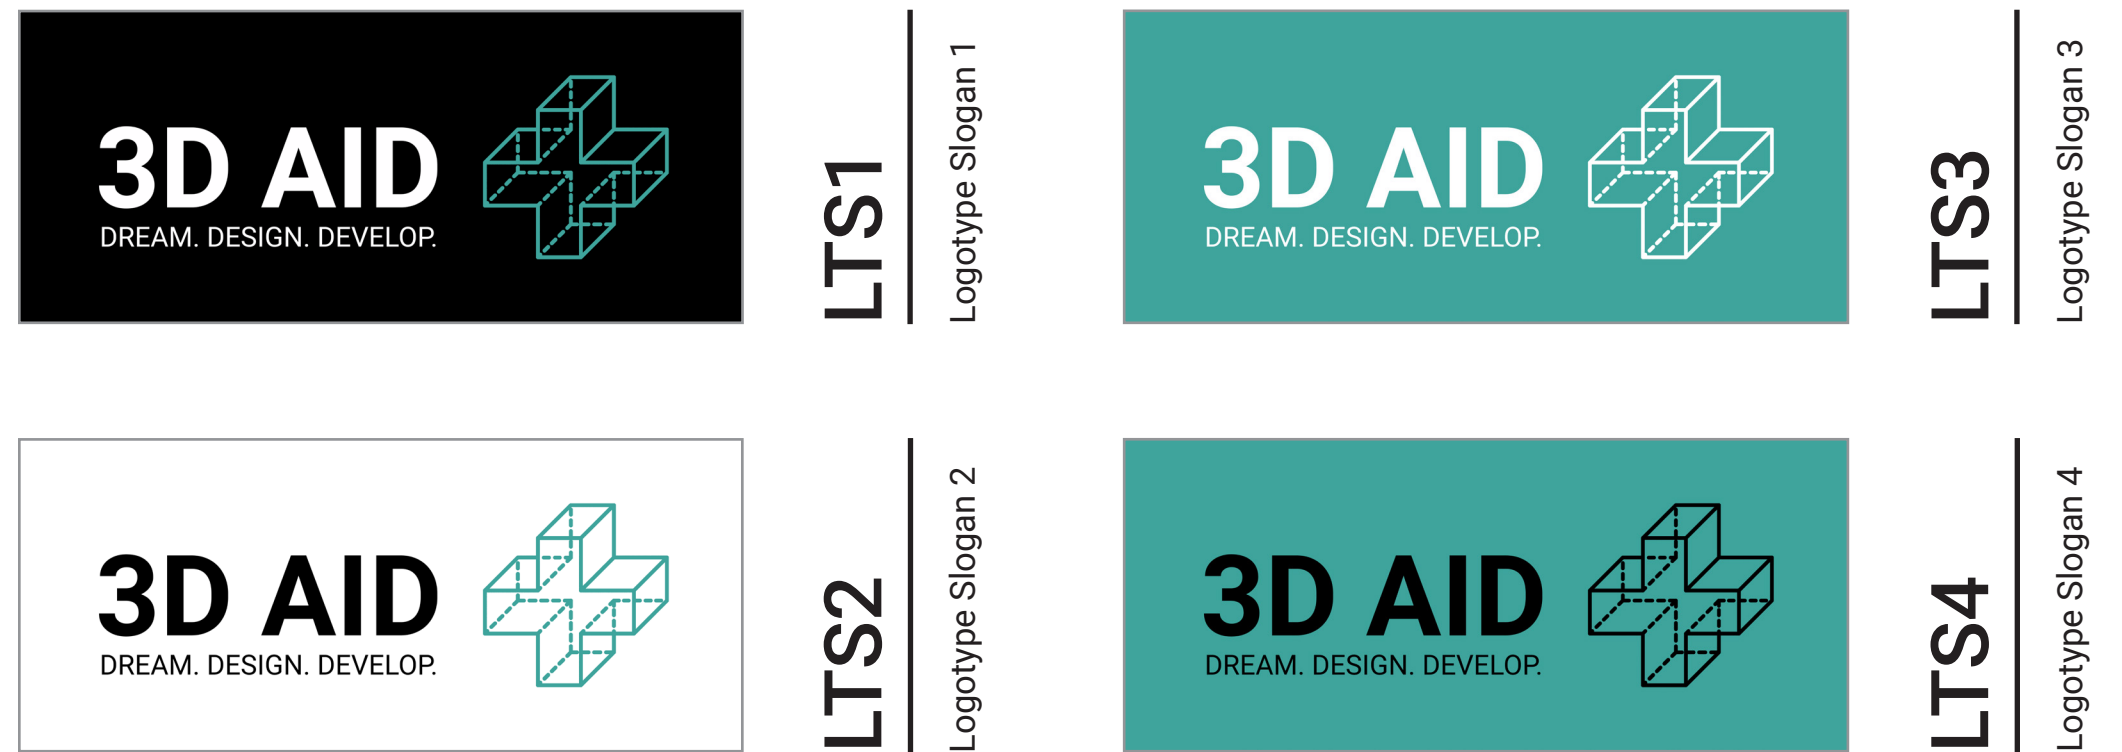 3D AID
DREAM. DESIGN. DEVELOP.
LTS1
Logotype Slogan 1
3D AID
DREAM. DESIGN. DEVELOP.
LTS3
Logotype Slogan 3
3D AID
DREAM. DESIGN. DEVELOP.
LTS2
Logotype Slogan 2
3D AID
DREAM. DESIGN. DEVELOP.
LTS4
Logotype Slogan 4